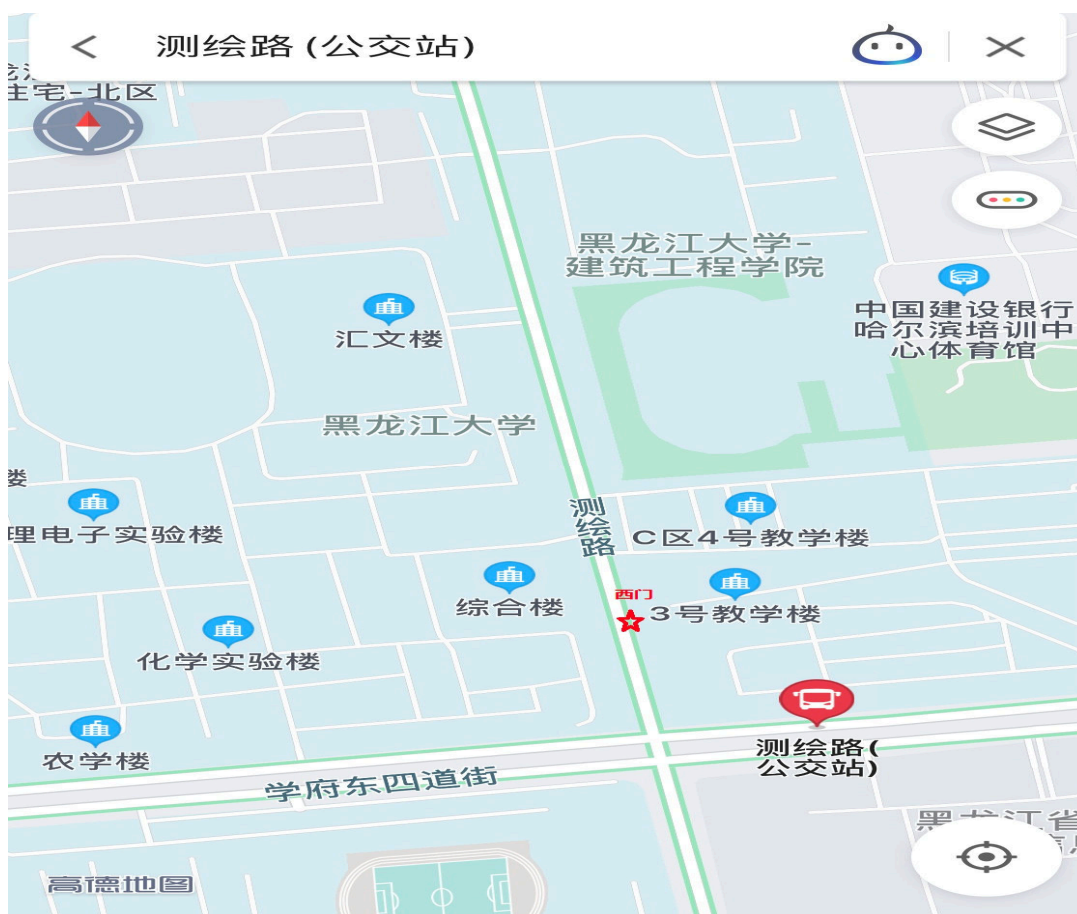 测绘路(公交站)
住宅-北区
黑龙江大学-
建筑工程学院
中国建设银行
哈尔滨培训中
心体育馆
汇文楼
黑龙江大学
楼
理电子实验楼
测绘路
C区4号教学楼
综合楼
西门
3号教学楼
化学实验楼
农学楼
测绘路(
公交站)
学府东四道街
黑龙江省
高德地图